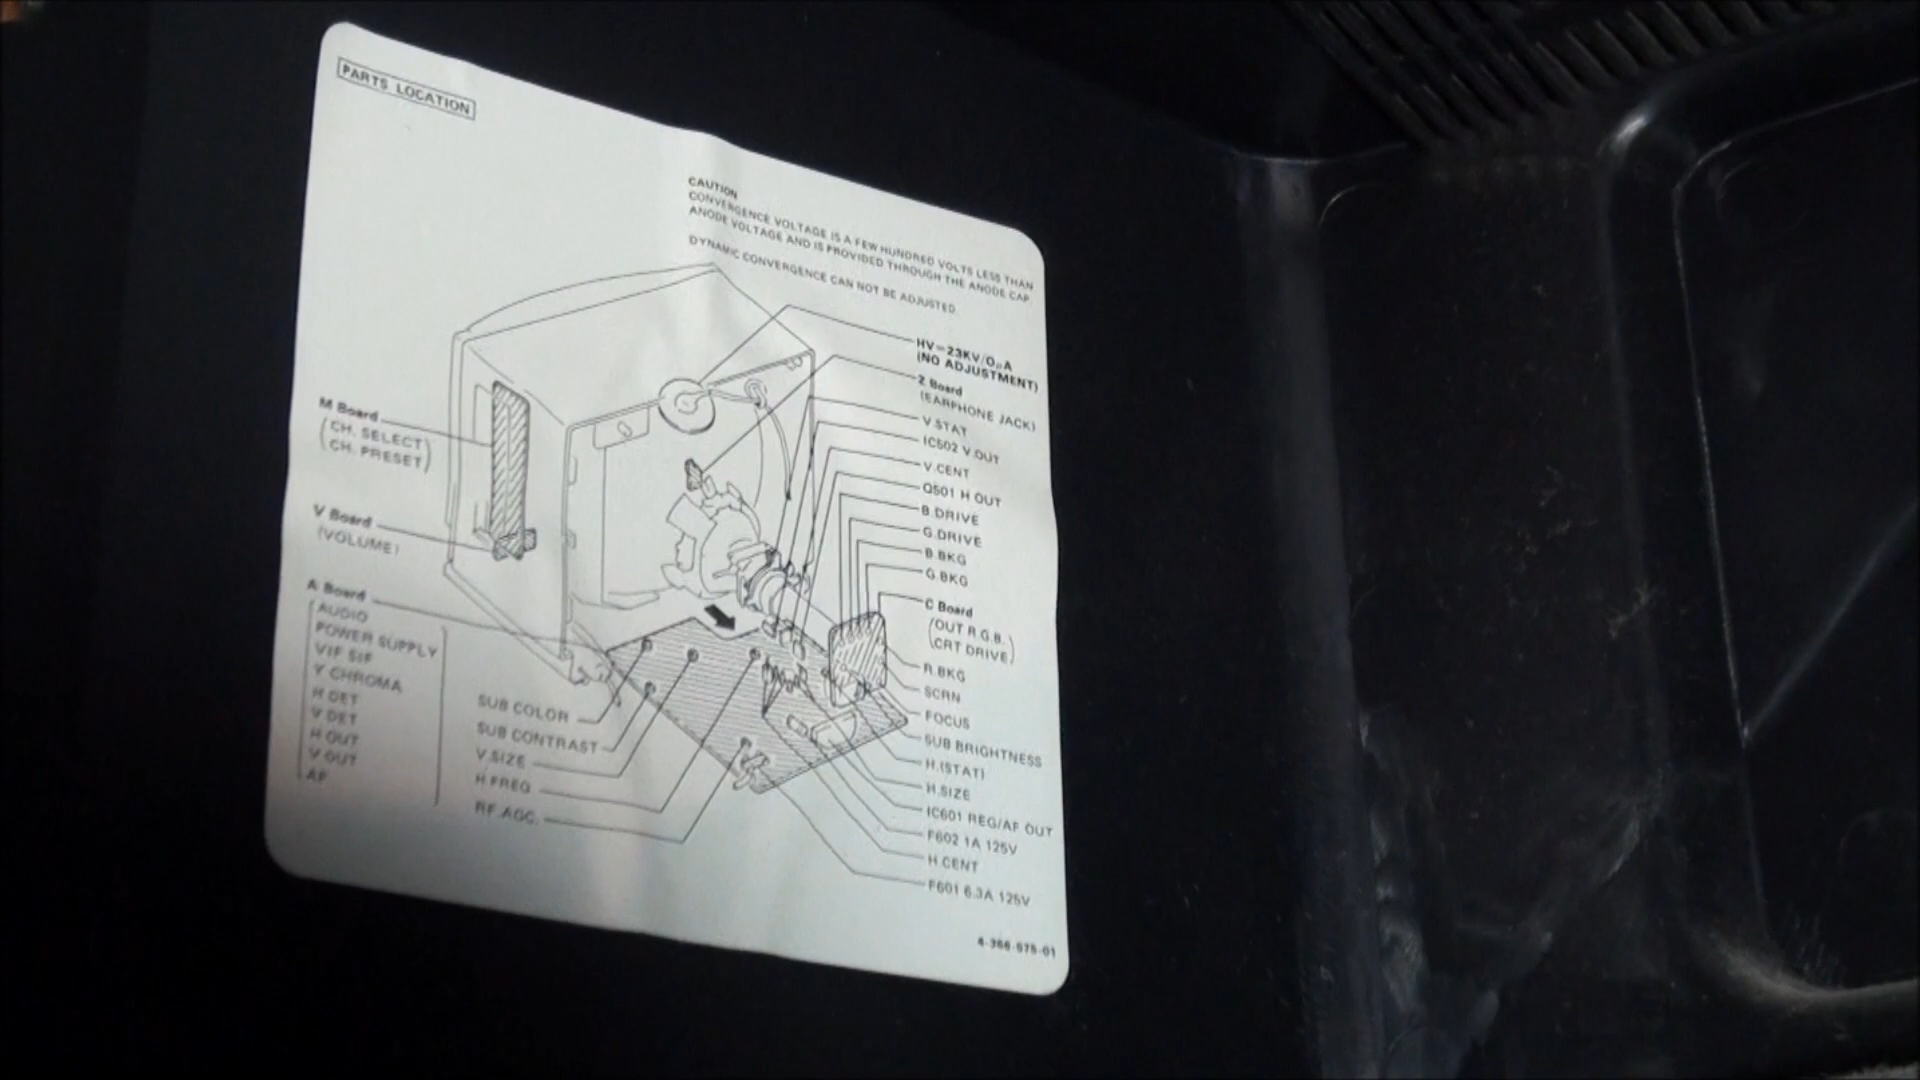 PARTS LOCATION
CAUTION
CONVERGENCE VOLTAGE IS A FEW HUNDRED VOLTS LESS THAN
ANODE VOLTAGE AND IS PROVIDED THROUGH THE ANODE CAP
DYNAMIC CONVERGENCE CAN NOT BE ADJUSTED
HV=23KV/0μA
(NO ADJUSTMENT)
Z Board
(EARPHONE JACK)
V.STAT
IC502 V.OUT
V.CENT
Q501 H OUT
B.DRIVE
G.DRIVE
B.BKG
G.BKG
C Board
(OUT R.G.B.
CRT DRIVE)
R.BKG
SCRN
FOCUS
SUB BRIGHTNESS
H.(STAT)
H.SIZE
IC601 REG/AF OUT
F602 1A 125V
H.CENT
F601 6.3A 125V
M Board
(CH. SELECT)
(CH. PRESET)
V Board
(VOLUME)
A Board
AUDIO
POWER SUPPLY
VIF SIF
Y CHROMA
H DET
V DET
H OUT
V OUT
AF
SUB COLOR
SUB CONTRAST
V.SIZE
H.FREQ
RF.AGC.
4-366-575-01